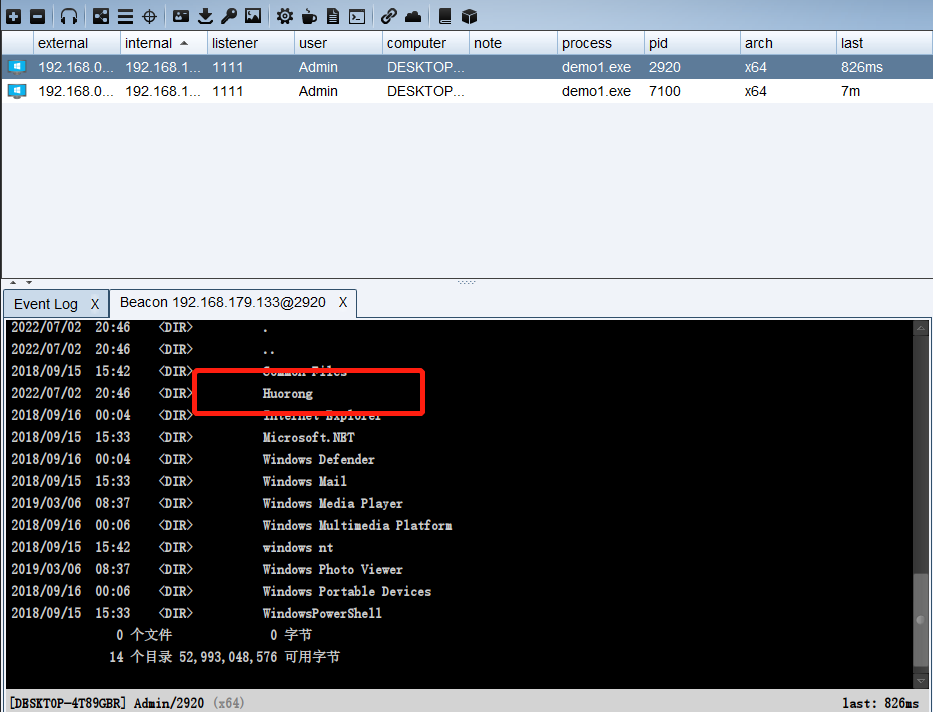 external internal listener user computer note process pid arch last
192.168.0... 192.168.1... 1111 Admin DESKTOP... demo1.exe 2920 x64 826ms
192.168.0... 192.168.1... 1111 Admin DESKTOP... demo1.exe 7100 x64 7m
Event Log X Beacon 192.168.179.133@2920 X
2022/07/02 20:46 <DIR> .
2022/07/02 20:46 <DIR> ..
2018/09/15 15:42 <DIR> Common Files
2022/07/02 20:46 <DIR> Huorong
2018/09/16 00:04 <DIR> Internet Explorer
2018/09/15 15:33 <DIR> Microsoft.NET
2018/09/16 00:04 <DIR> Windows Defender
2018/09/15 15:33 <DIR> Windows Mail
2019/03/06 08:37 <DIR> Windows Media Player
2018/09/16 00:06 <DIR> Windows Multimedia Platform
2018/09/15 15:42 <DIR> windows nt
2019/03/06 08:37 <DIR> Windows Photo Viewer
2018/09/16 00:06 <DIR> Windows Portable Devices
2018/09/15 15:33 <DIR> WindowsPowerShell
0 个文件 0 字节
14 个目录 52,993,048,576 可用字节
[DESKTOP-4T89GBR] Admin/2920 (x64) last: 826ms